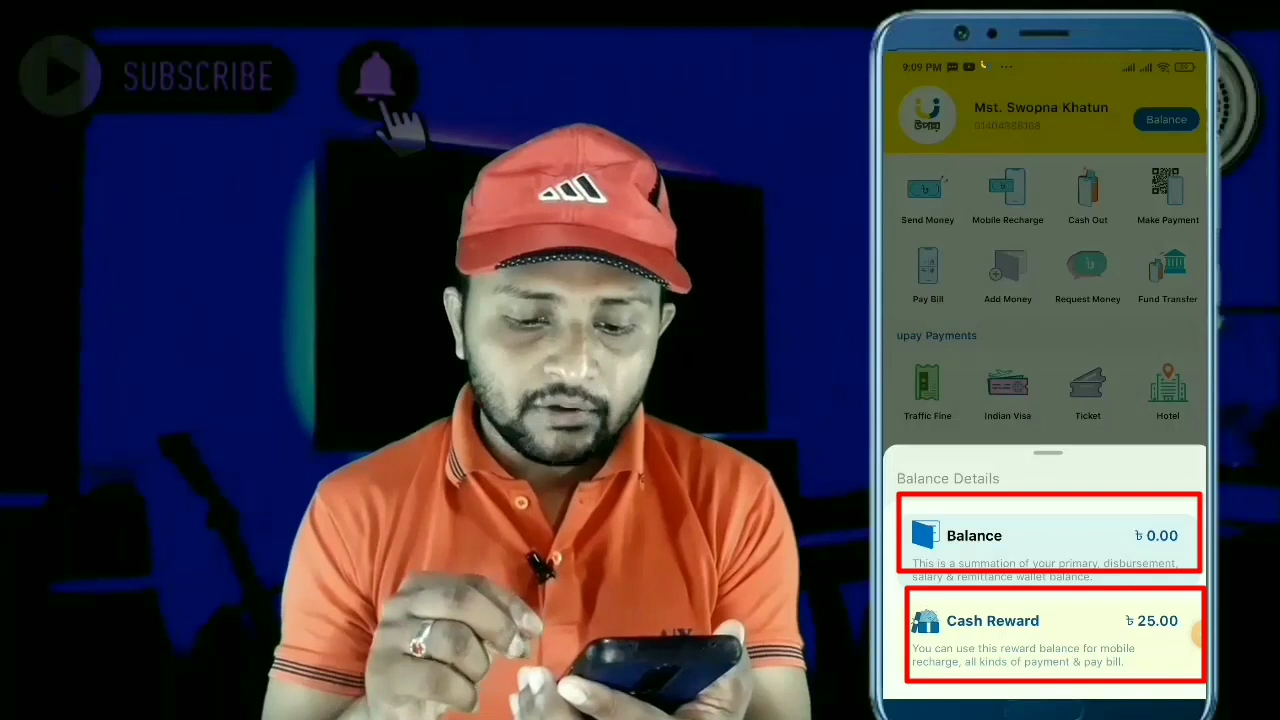 SUBSCRIBE
9:09 PM
Mst. Swopna Khatun
Balance
উপায়
Send Money
Mobile Recharge
Cash Out
Make Payment
Pay Bill
Add Money
Request Money
Fund Transfer
upay Payments
Traffic Fine
Indian Visa
Ticket
Hotel
Balance Details
Balance
৳ 0.00
This is a summation of your primary, disbursement,
salary & remittance wallet balance.
Cash Reward
৳ 25.00
You can use this reward balance for mobile
recharge, all kinds of payment & pay bill.